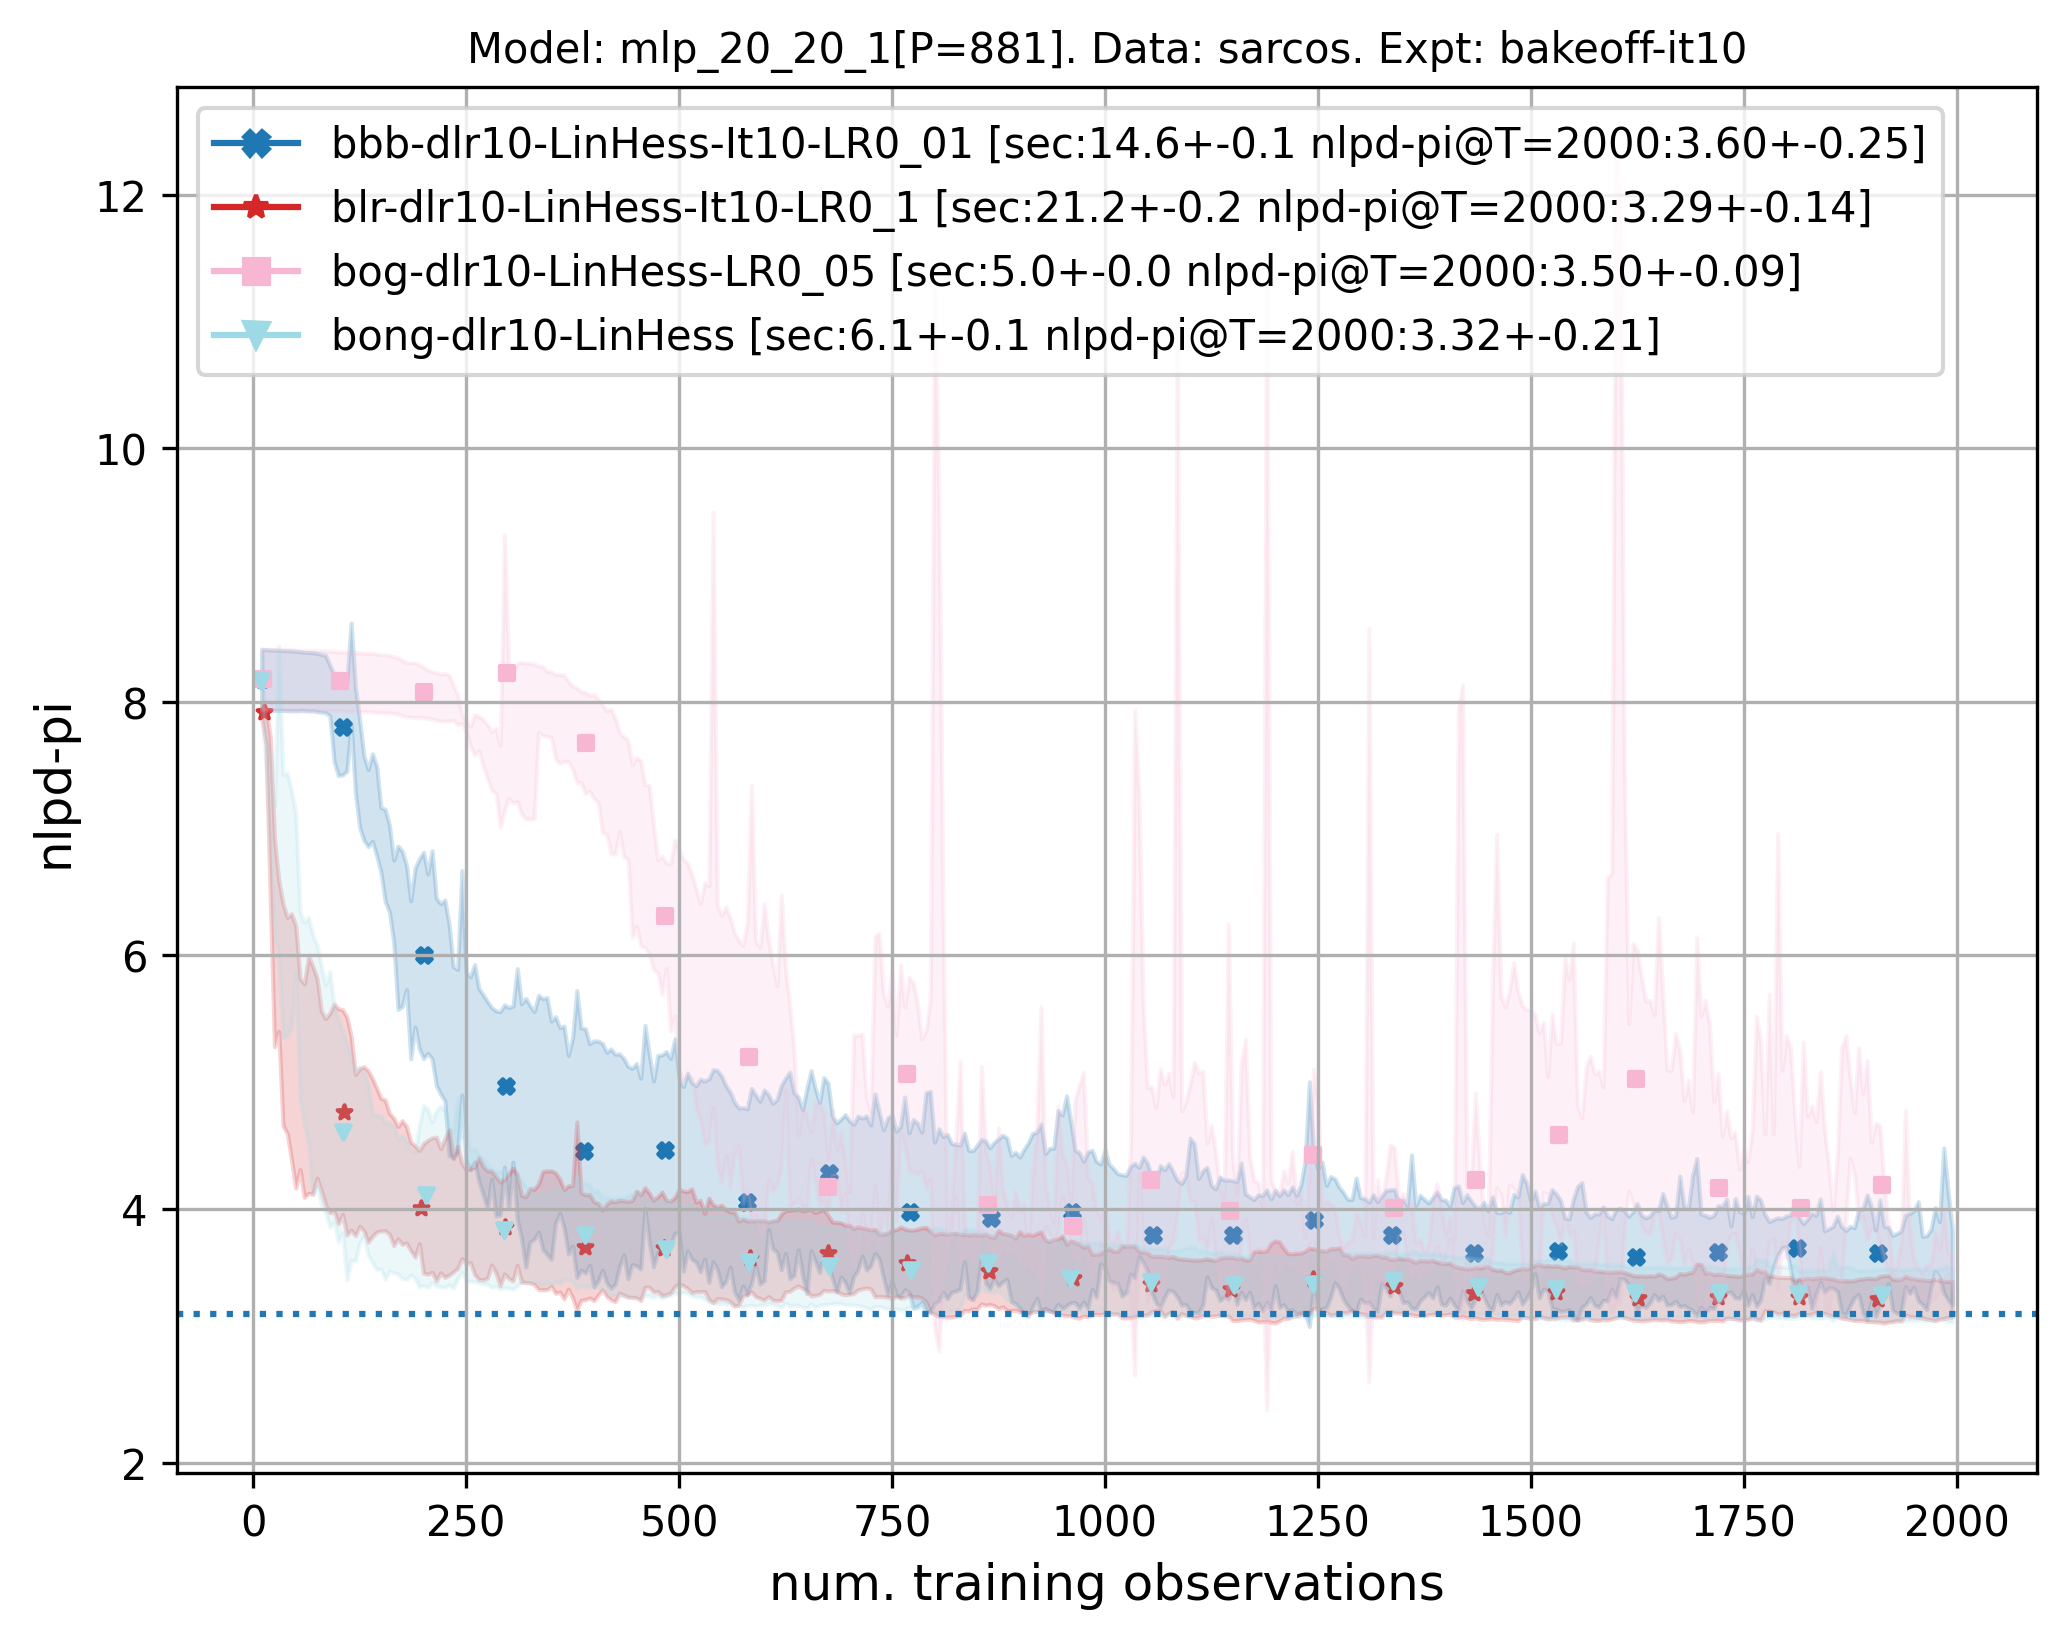 Model: mlp_20_20_1[P=881]. Data: sarcos. Expt: bakeoff-it10
bbb-dlr10-LinHess-It10-LR0_01 [sec:14.6+-0.1 nlpd-pi@T=2000:3.60+-0.25]
blr-dlr10-LinHess-It10-LR0_1 [sec:21.2+-0.2 nlpd-pi@T=2000:3.29+-0.14]
bog-dlr10-LinHess-LR0_05 [sec:5.0+-0.0 nlpd-pi@T=2000:3.50+-0.09]
bong-dlr10-LinHess [sec:6.1+-0.1 nlpd-pi@T=2000:3.32+-0.21]
12
10
8
6
4
2
nlpd-pi
0 250 500 750 1000 1250 1500 1750 2000
num. training observations